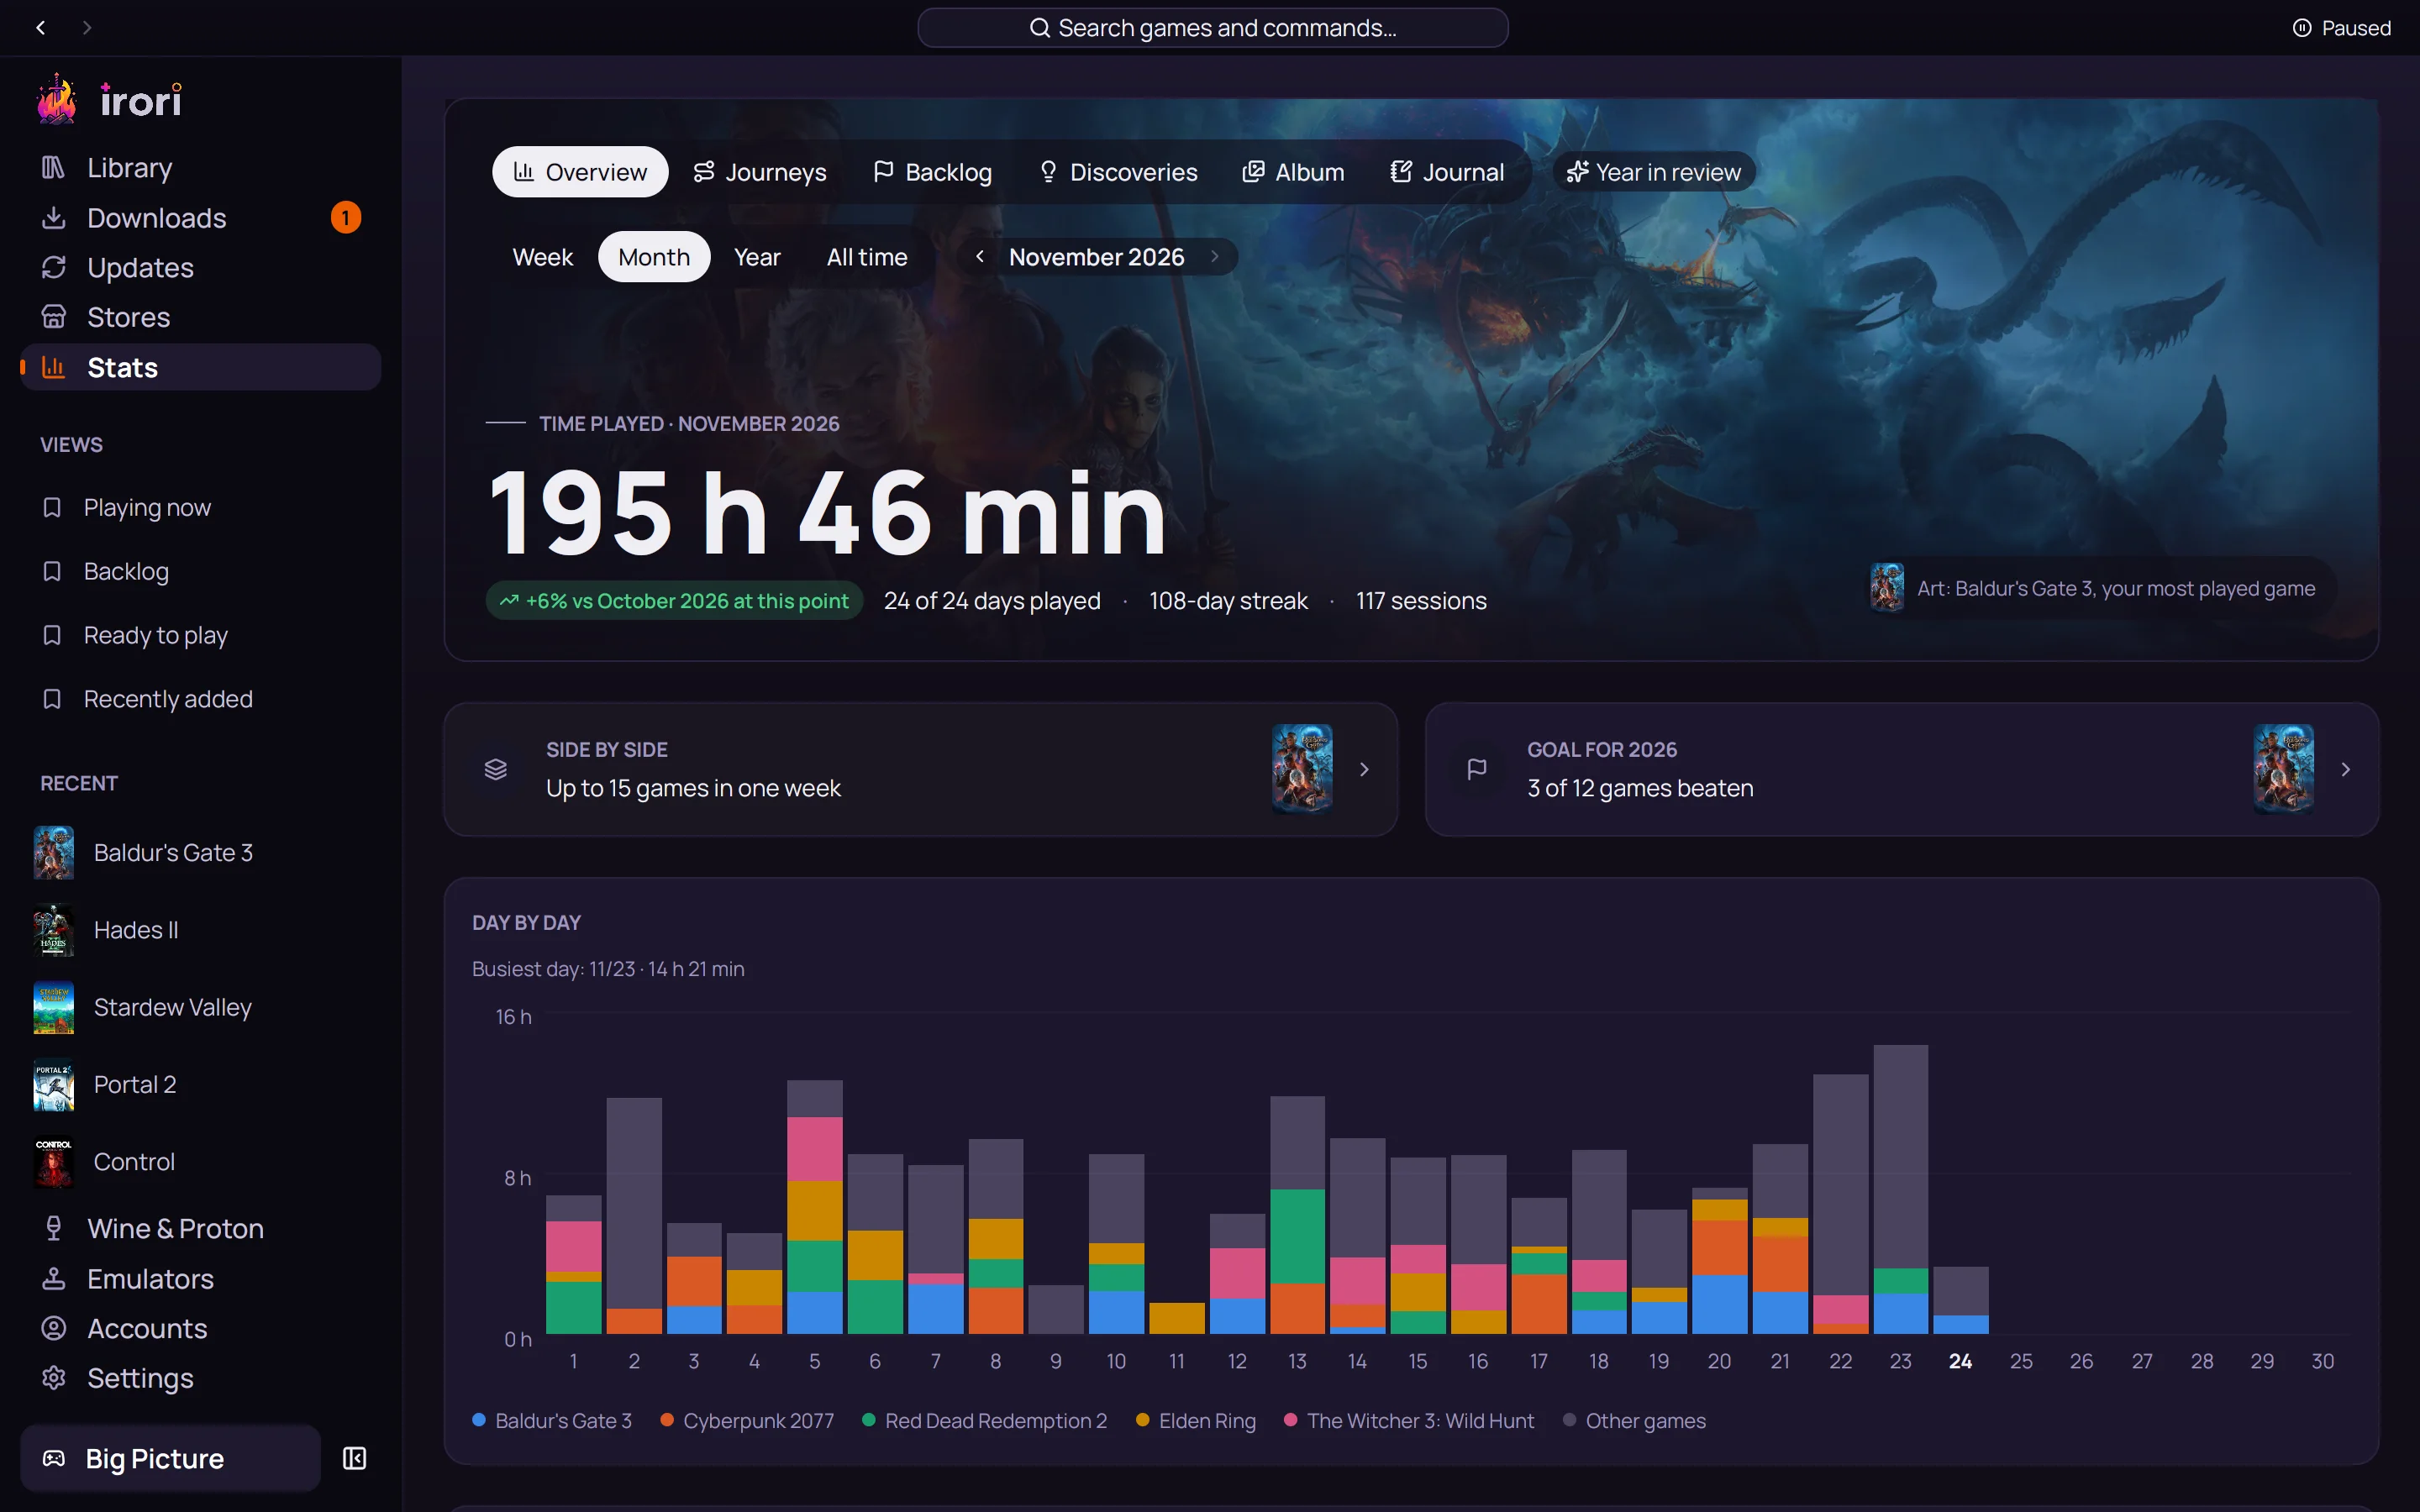 Search games and commands...
Paused
irori
Library
Downloads 1
Updates
Stores
Stats
VIEWS
Playing now
Backlog
Ready to play
Recently added
RECENT
Baldur's Gate 3
Hades II
Stardew Valley
Portal 2
Control
Wine & Proton
Emulators
Accounts
Settings
Big Picture
Overview Journeys Backlog Discoveries Album Journal Year in review
Week Month Year All time November 2026
TIME PLAYED · NOVEMBER 2026
195 h 46 min
+6% vs October 2026 at this point 24 of 24 days played · 108-day streak · 117 sessions
Art: Baldur's Gate 3, your most played game
SIDE BY SIDE
Up to 15 games in one week
GOAL FOR 2026
3 of 12 games beaten
DAY BY DAY
Busiest day: 11/23 · 14 h 21 min
16 h
8 h
0 h
1 2 3 4 5 6 7 8 9 10 11 12 13 14 15 16 17 18 19 20 21 22 23 24 25 26 27 28 29 30
Baldur's Gate 3 Cyberpunk 2077 Red Dead Redemption 2 Elden Ring The Witcher 3: Wild Hunt Other games